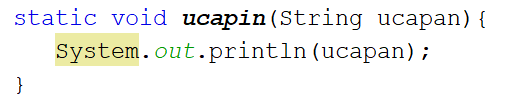 static void ucapin(String ucapan){
    System.out.println(ucapan);
}